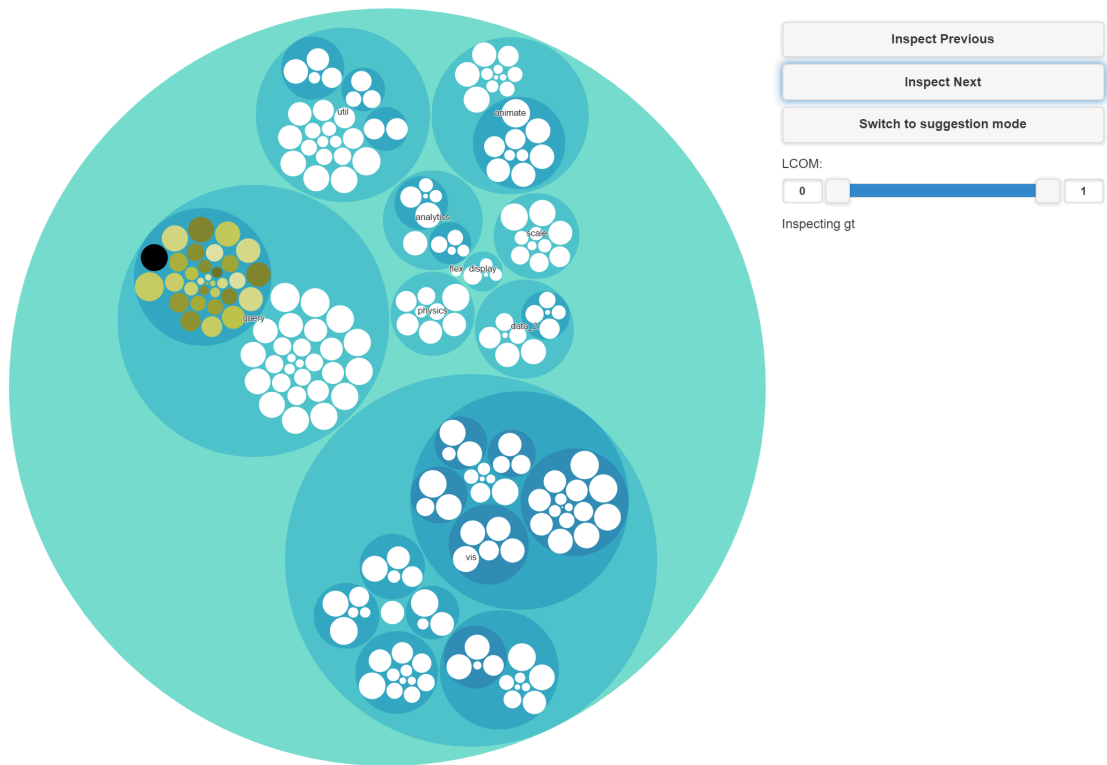 Inspect Previous
Inspect Next
Switch to suggestion mode
LCOM:
0
1
Inspecting gt
util
animate
analytics
scale
flex
display
physics
data_2
query
vis